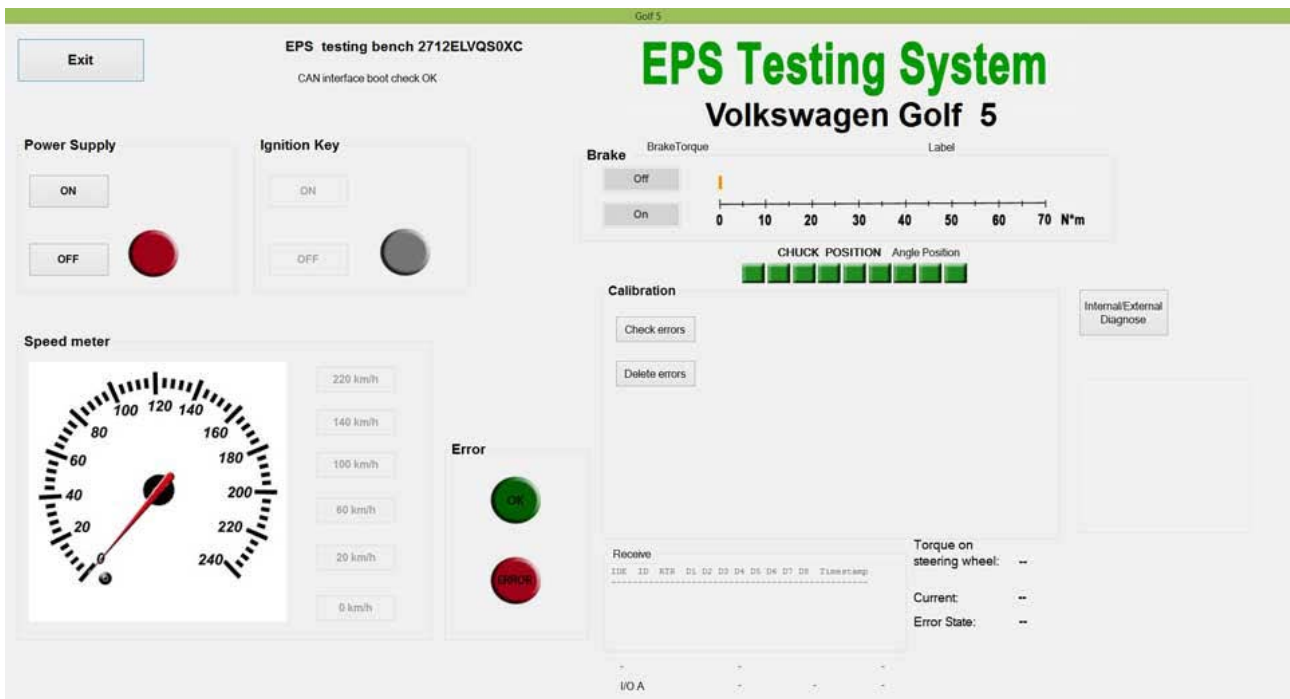 Golf 5
Exit
EPS testing bench 2712ELVQS0XC
CAN interface boot check OK
EPS Testing System
Volkswagen Golf 5
Power Supply
ON
OFF
Ignition Key
ON
OFF
BrakeTorque
Label
Brake
Off
On
0 10 20 30 40 50 60 70 N*m
CHUCK POSITION Angle Position
Calibration
Check errors
Delete errors
Internal/External
Diagnose
Speed meter
0 20 40 60 80 100 120 140 160 180 200 220 240
220 km/h
140 km/h
100 km/h
60 km/h
20 km/h
0 km/h
Error
OK
ERROR
Receive
IDE ID RTR D1 D2 D3 D4 D5 D6 D7 D8 Timestamp
Torque on
steering wheel: --
Current: --
Error State: --
- - -
I/O A - - -